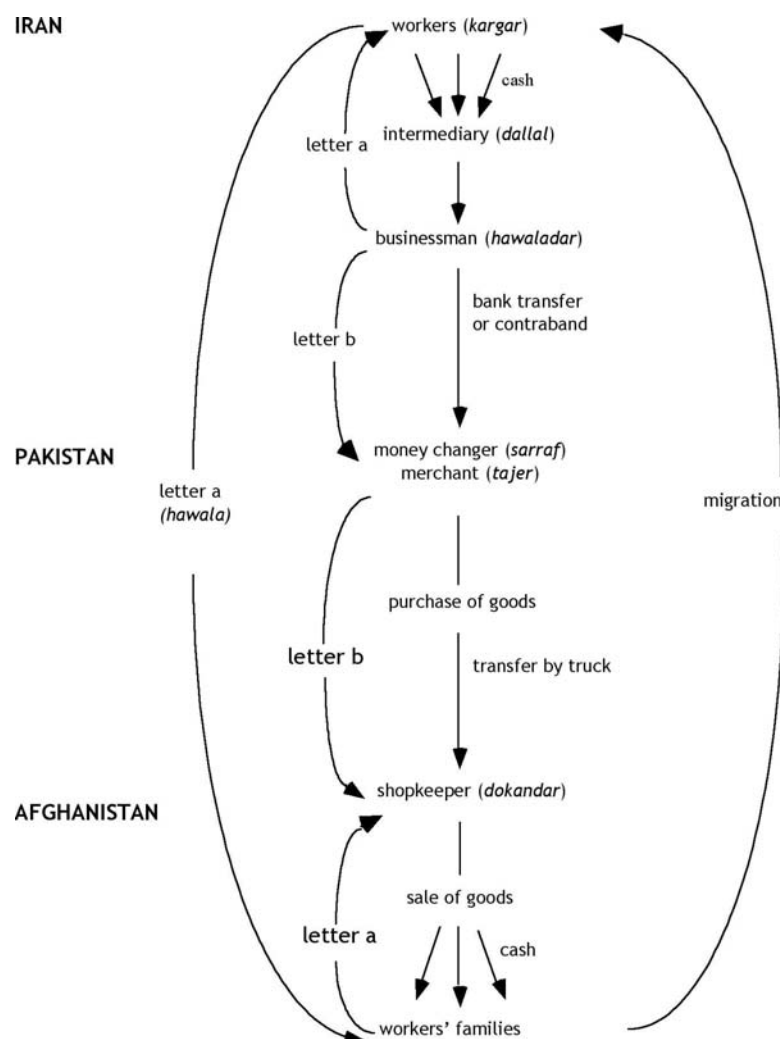 IRAN
workers (kargar)
cash
letter a
intermediary (dallal)
businessman (hawaladar)
bank transfer
or contraband
letter b
PAKISTAN
money changer (sarraf)
merchant (tajer)
letter a
(hawala)
migration
purchase of goods
letter b
transfer by truck
AFGHANISTAN
shopkeeper (dokandar)
sale of goods
letter a
cash
workers' families